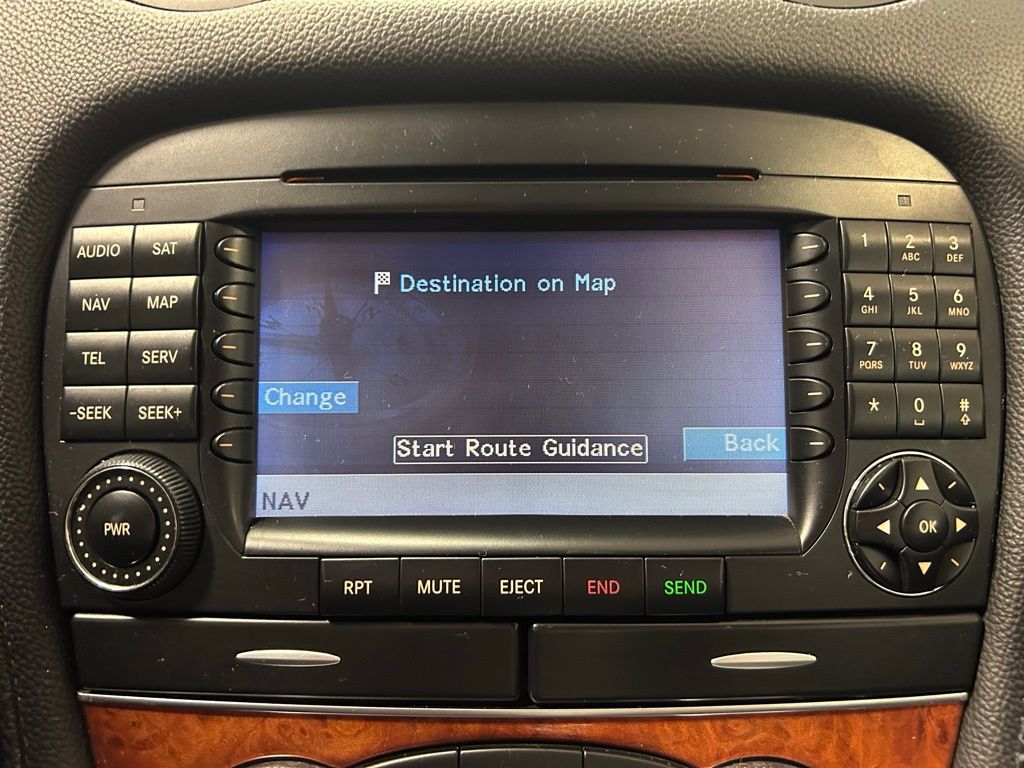 AUDIO SAT
NAV MAP
TEL SERV
-SEEK SEEK+
PWR
Destination on Map
Change
Start Route Guidance
Back
NAV
1 2 3
ABC DEF
4 5 6
GHI JKL MNO
7 8 9
PQRS TUV WXYZ
* 0 #
OK
RPT MUTE EJECT END SEND